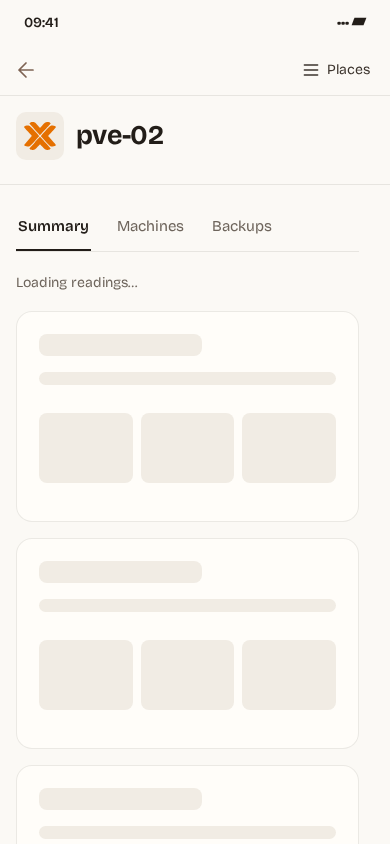 09:41
Places
pve-02
Summary
Machines
Backups
Loading readings...